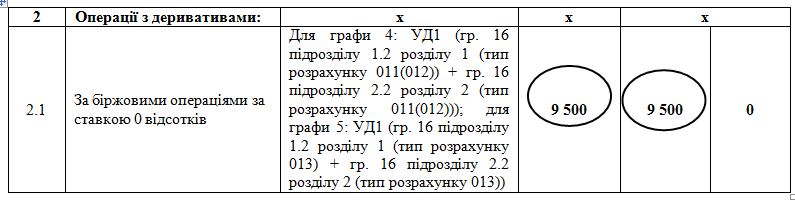 2 Операції з деривативами: х х х
Для графи 4: УД1 (гр. 16
підрозділу 1.2 розділу 1 (тип
розрахунку 011(012)) + гр. 16
підрозділу 2.2 розділу 2 (тип
розрахунку 011(012))); для
графи 5: УД1 (гр. 16 підрозділу
1.2 розділу 1 (тип розрахунку
013) + гр. 16 підрозділу 2.2
розділу 2 (тип розрахунку 013))
2.1
За біржовими операціями за
ставкою 0 відсотків
9 500
9 500
0